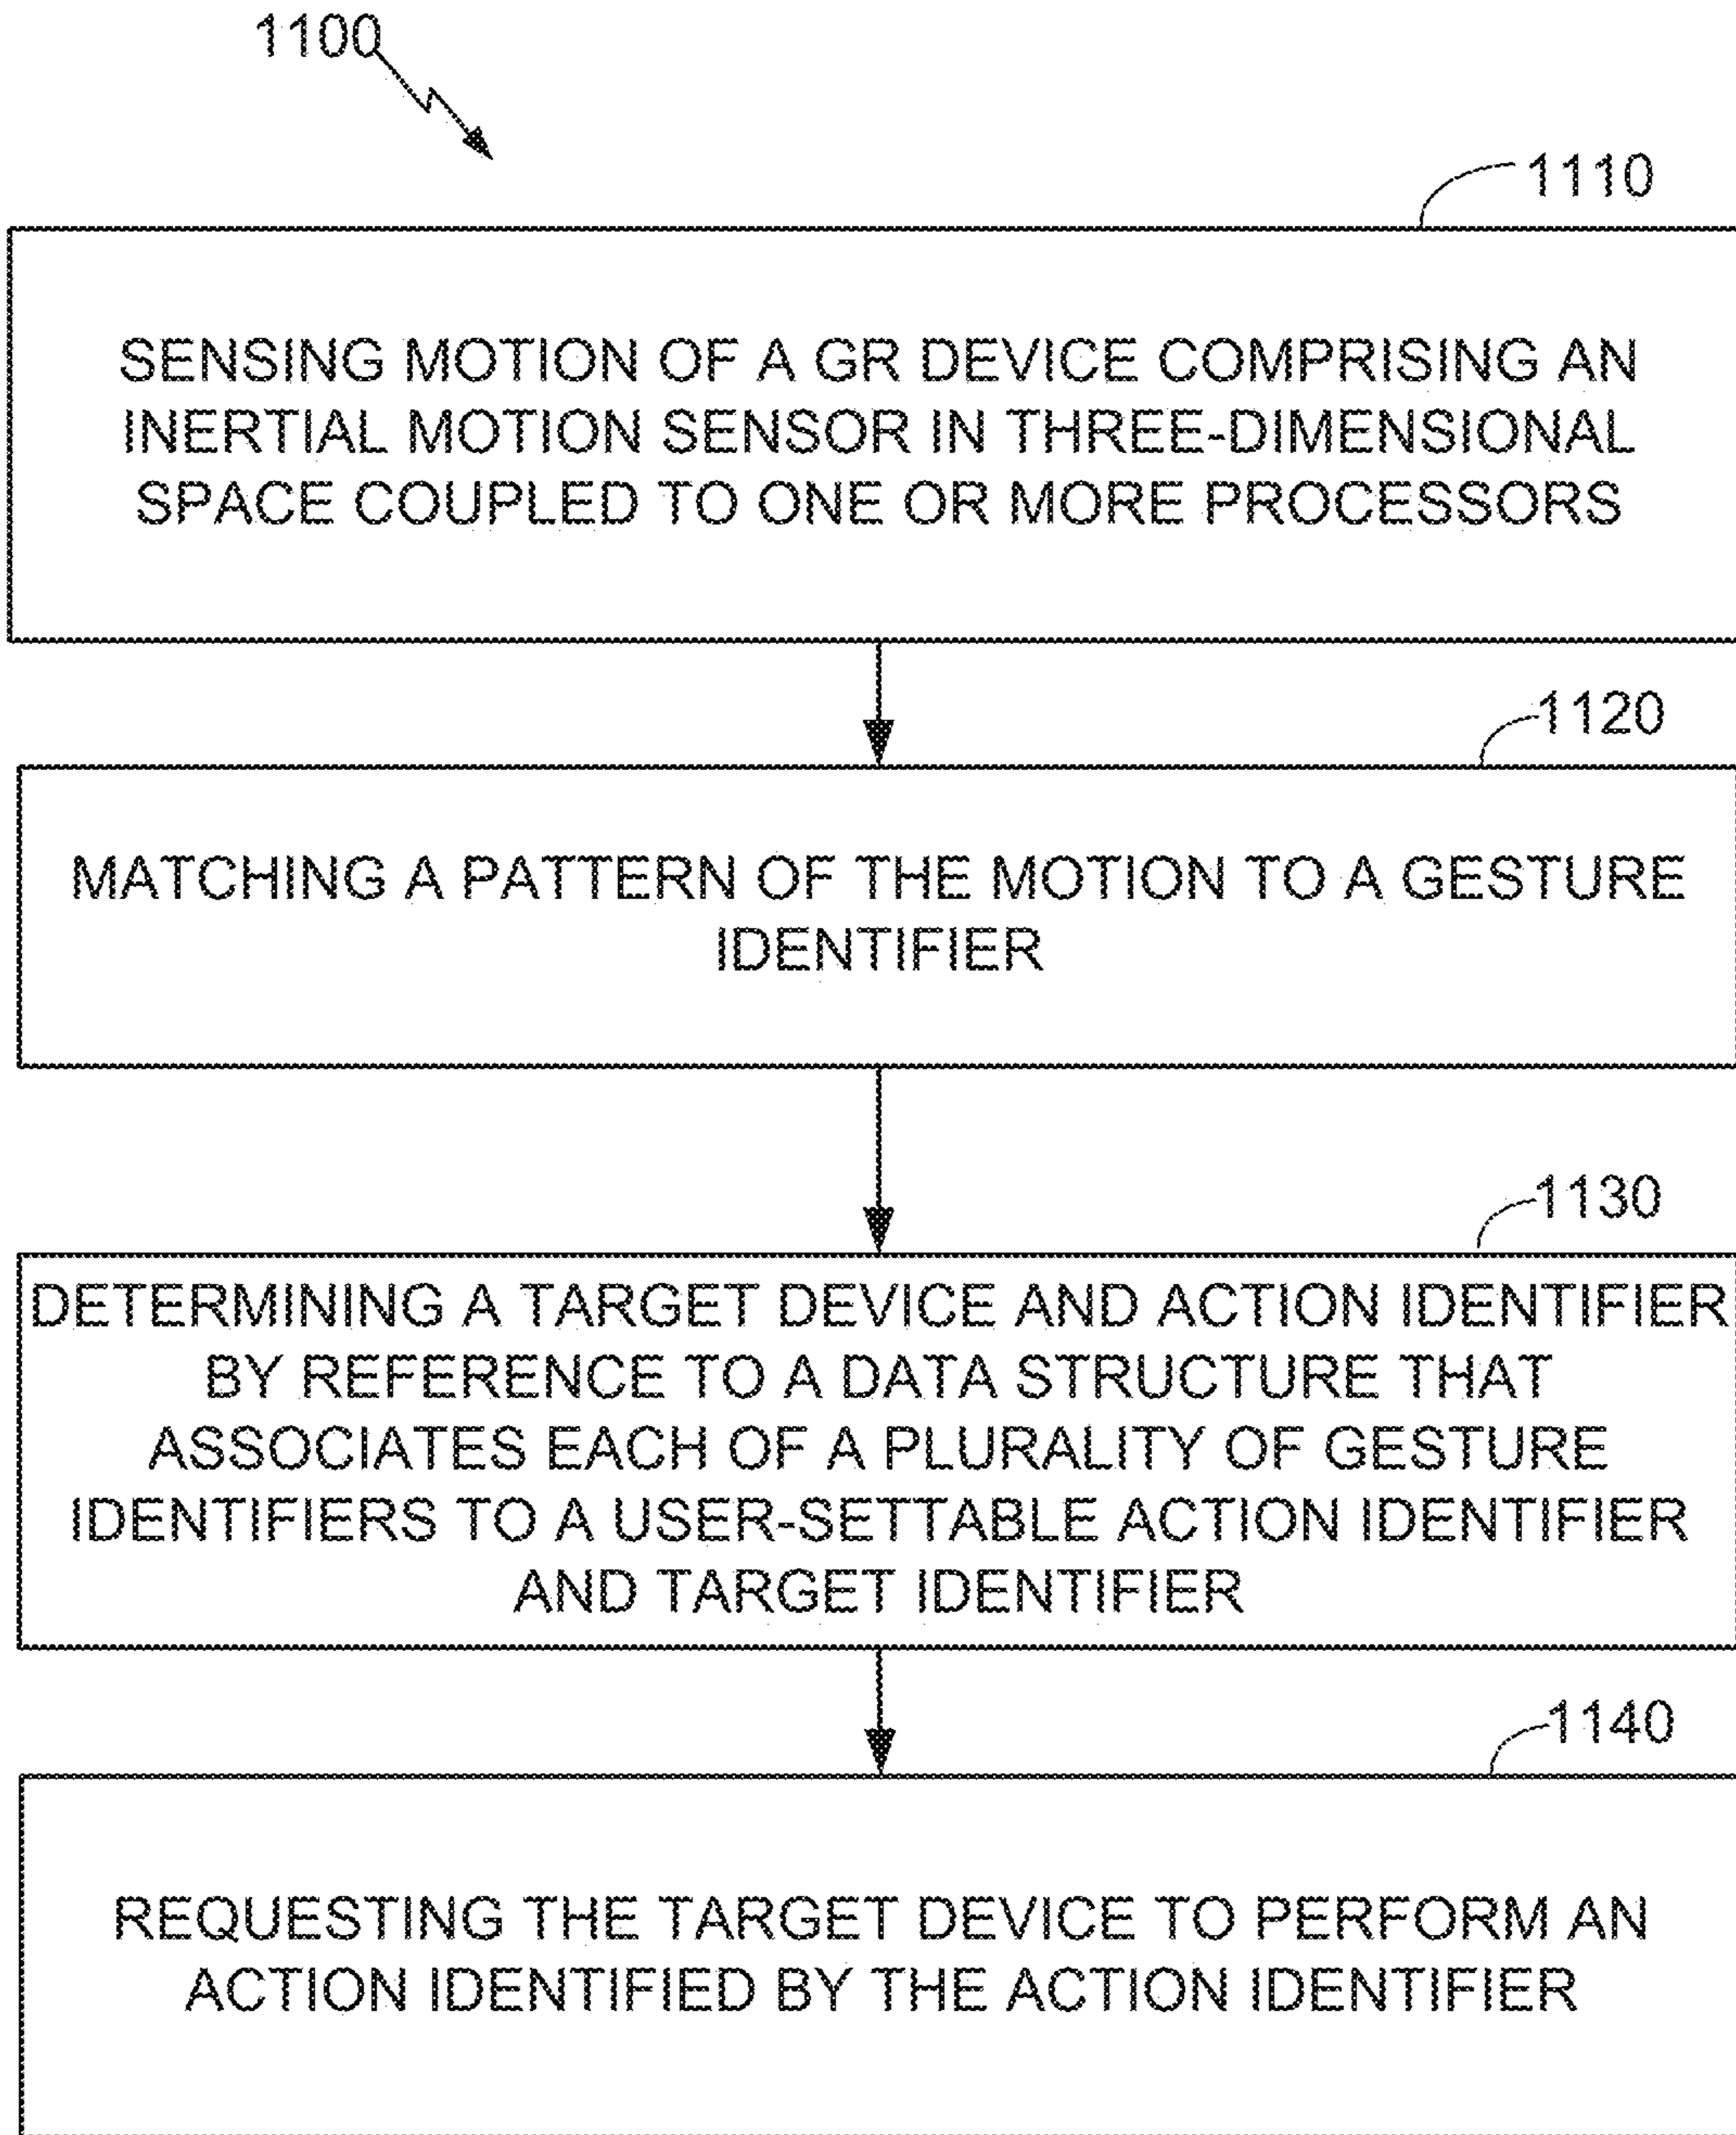 1100
1110
SENSING MOTION OF A GR DEVICE COMPRISING AN
INERTIAL MOTION SENSOR IN THREE-DIMENSIONAL
SPACE COUPLED TO ONE OR MORE PROCESSORS
1120
MATCHING A PATTERN OF THE MOTION TO A GESTURE
IDENTIFIER
1130
DETERMINING A TARGET DEVICE AND ACTION IDENTIFIER
BY REFERENCE TO A DATA STRUCTURE THAT
ASSOCIATES EACH OF A PLURALITY OF GESTURE
IDENTIFIERS TO A USER-SETTABLE ACTION IDENTIFIER
AND TARGET IDENTIFIER
1140
REQUESTING THE TARGET DEVICE TO PERFORM AN
ACTION IDENTIFIED BY THE ACTION IDENTIFIER